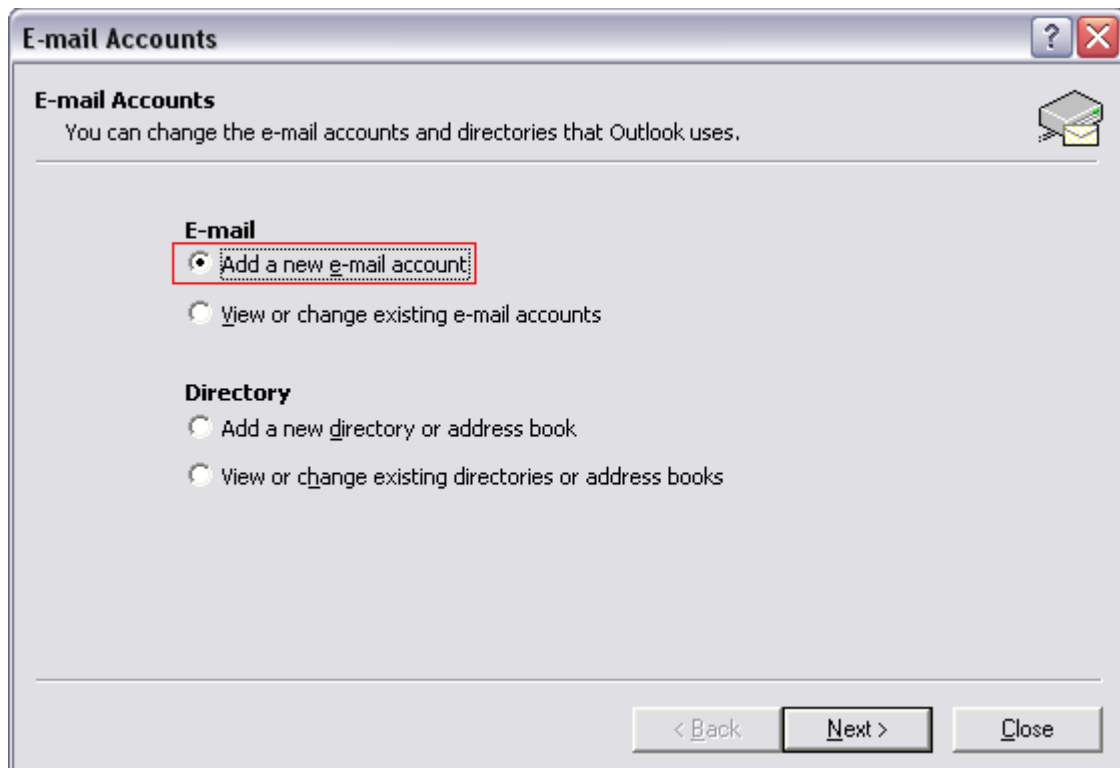 E-mail Accounts
E-mail Accounts
You can change the e-mail accounts and directories that Outlook uses.
E-mail
Add a new e-mail account
View or change existing e-mail accounts
Directory
Add a new directory or address book
View or change existing directories or address books
< Back Next > Close